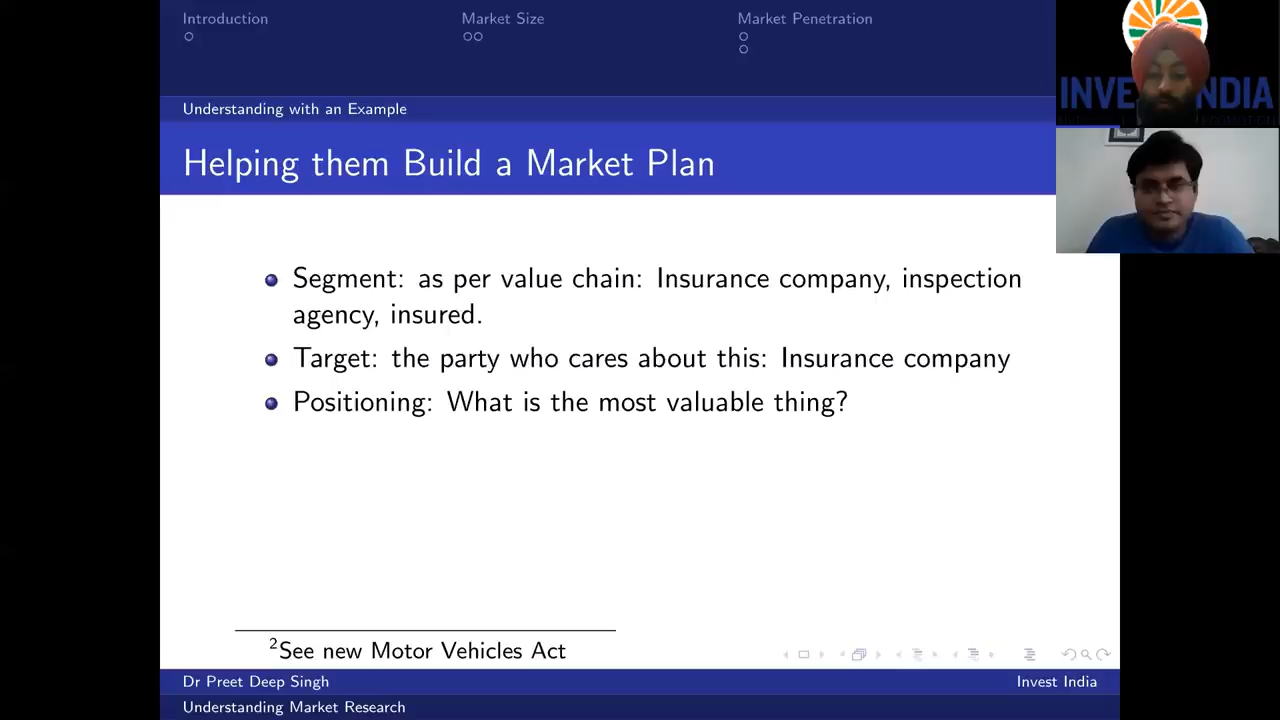 Introduction
Market Size
Market Penetration
Understanding with an Example
Helping them Build a Market Plan
Segment: as per value chain: Insurance company, inspection
agency, insured.
Target: the party who cares about this: Insurance company
Positioning: What is the most valuable thing?
2See new Motor Vehicles Act
Dr Preet Deep Singh
Invest India
Understanding Market Research